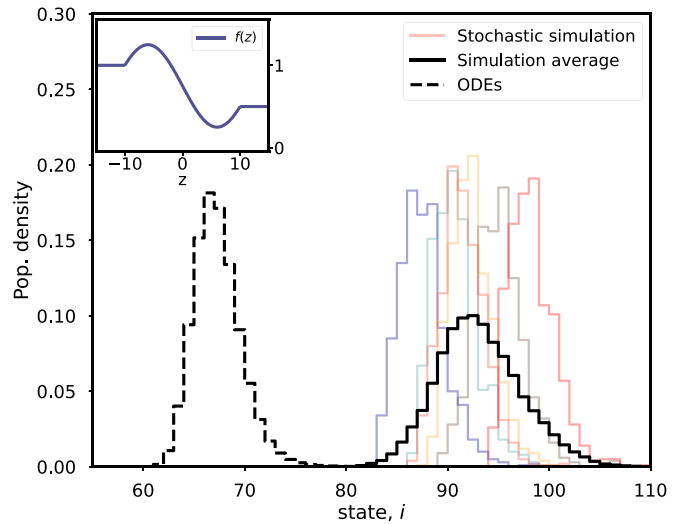 0.30
0.25
0.20
0.15
0.10
0.05
0.00
Pop. density
60
70
80
90
100
110
state, i
f(z)
1
0
−10
0
10
z
Stochastic simulation
Simulation average
ODEs